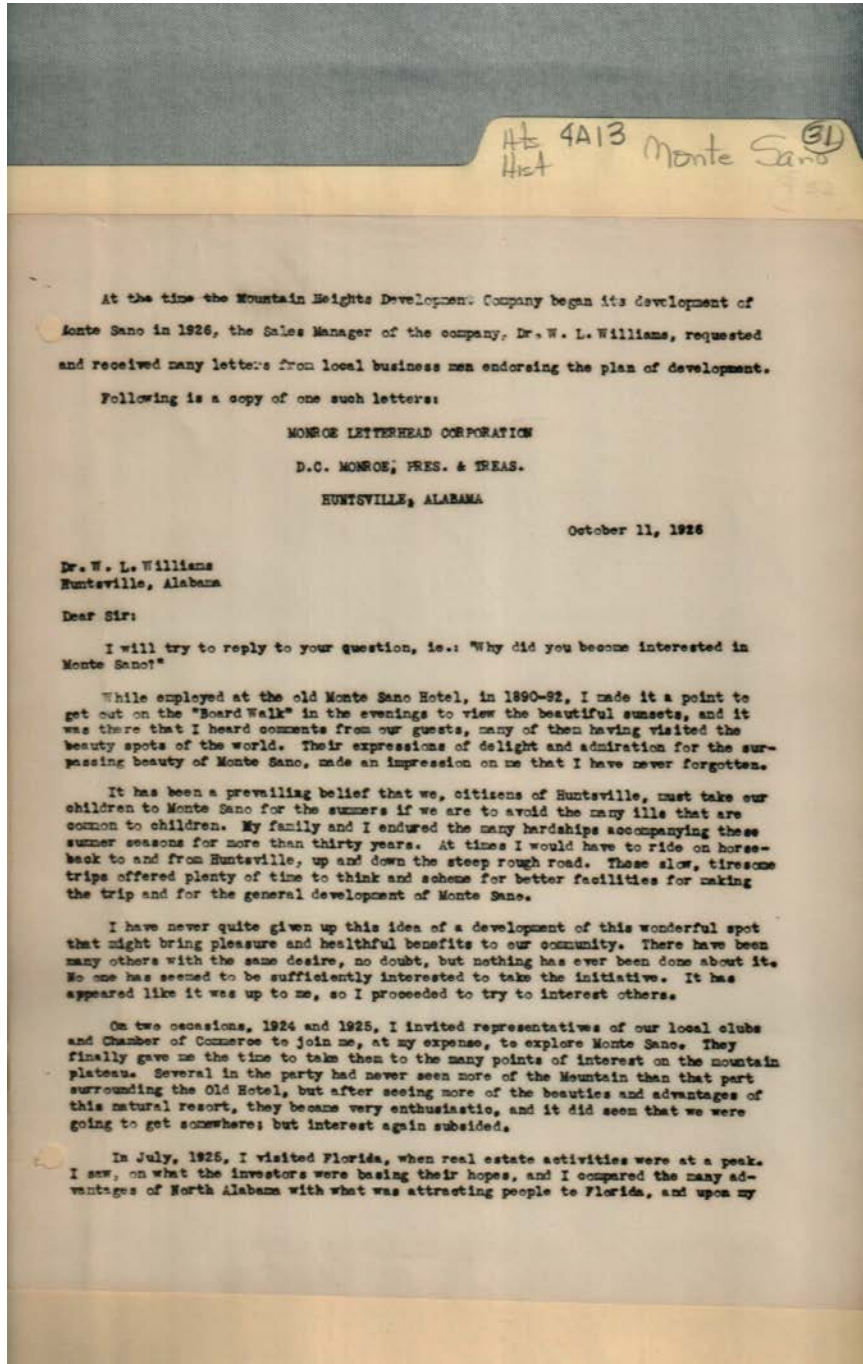 Hts 4A13 Monte Sano 31
Hist
At the time the Mountain Heights Development Company began its development of
Monte Sano in 1926, the Sales Manager of the company, Dr. W. L. Williams, requested
and received many letters from local business men endorsing the plan of development.
Following is a copy of one such letters:
MONROE LETTERHEAD CORPORATION
D.C. MONROE, PRES. & TREAS.
HUNTSVILLE, ALABAMA
October 11, 1926
Dr. W. L. Williams
Huntsville, Alabama
Dear Sir:
I will try to reply to your question, ie.: "Why did you become interested in
Monte Sano?"
While employed at the old Monte Sano Hotel, in 1890-92, I made it a point to
get out on the "Board Walk" in the evenings to view the beautiful sunsets, and it
was there that I heard comments from our guests, many of them having visited the
beauty spots of the world. Their expressions of delight and admiration for the sur-
passing beauty of Monte Sano, made an impression on me that I have never forgotten.
It has been a prevailing belief that we, citizens of Huntsville, must take our
children to Monte Sano for the summers if we are to avoid the many ills that are
common to children. My family and I endured the many hardships accompanying these
summer seasons for more than thirty years. At times I would have to ride on horse-
back to and from Huntsville, up and down the steep rough road. These slow, tiresome
trips offered plenty of time to think and scheme for better facilities for making
the trip and for the general development of Monte Sano.
I have never quite given up this idea of a development of this wonderful spot
that might bring pleasure and healthful benefits to our community. There have been
many others with the same desire, no doubt, but nothing has ever been done about it.
No one has seemed to be sufficiently interested to take the initiative. It has
appeared like it was up to me, so I proceeded to try to interest others.
On two occasions, 1924 and 1925, I invited representatives of our local clubs
and Chamber of Commerce to join me, at my expense, to explore Monte Sano. They
finally gave me the time to take them to the many points of interest on the mountain
plateau. Several in the party had never seen more of the Mountain than that part
surrounding the Old Hotel, but after seeing more of the beauties and advantages of
this natural resort, they became very enthusiastic, and it did seem that we were
going to get somewhere; but interest again subsided.
In July, 1925, I visited Florida, when real estate activities were at a peak.
I saw, on what the investors were basing their hopes, and I compared the many ad-
vantages of North Alabama with what was attracting people to Florida, and upon my